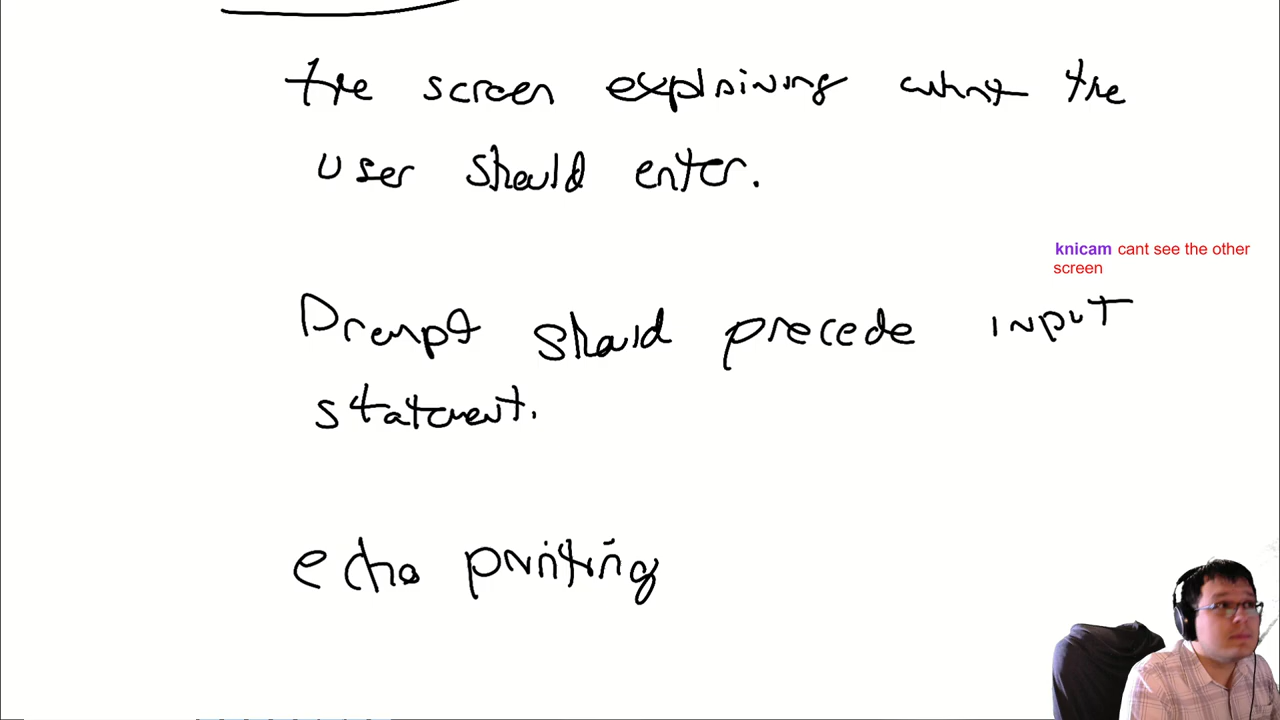 the screen explaining what the
user should enter.
knicam cant see the other
screen
Prompt should precede input
statement.
echo printing